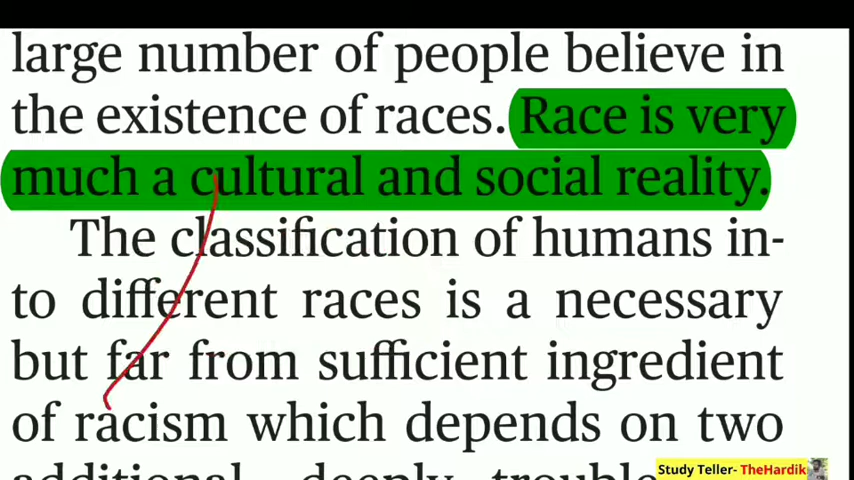 large number of people believe in
the existence of races. Race is very
much a cultural and social reality.
The classification of humans in-
to different races is a necessary
but far from sufficient ingredient
of racism which depends on two
additional, deeply
Study Teller- TheHardik